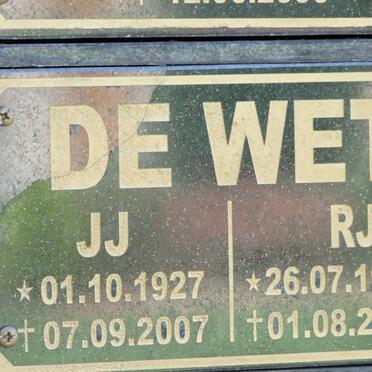 DE WET
JJ
★ 01.10.1927
† 07.09.2007
RJ
★ 26.07.1
† 01.08.2